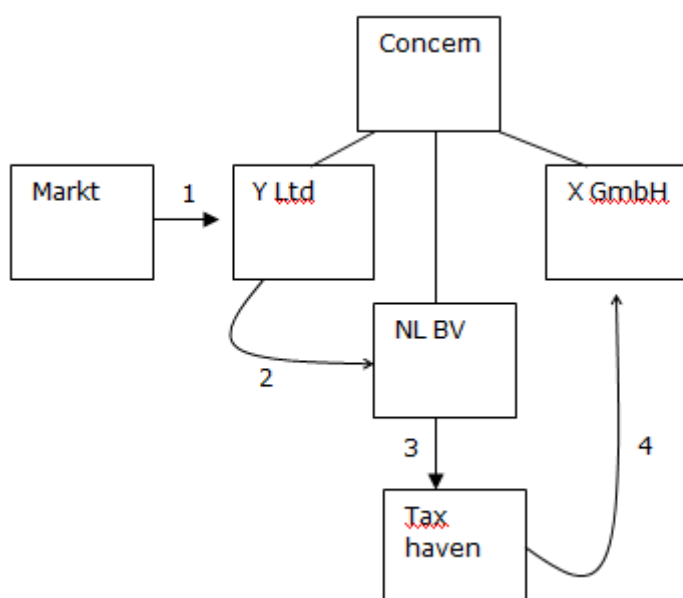 Concern
Markt
1
Y Ltd
X GmbH
2
NL BV
3
4
Tax
haven